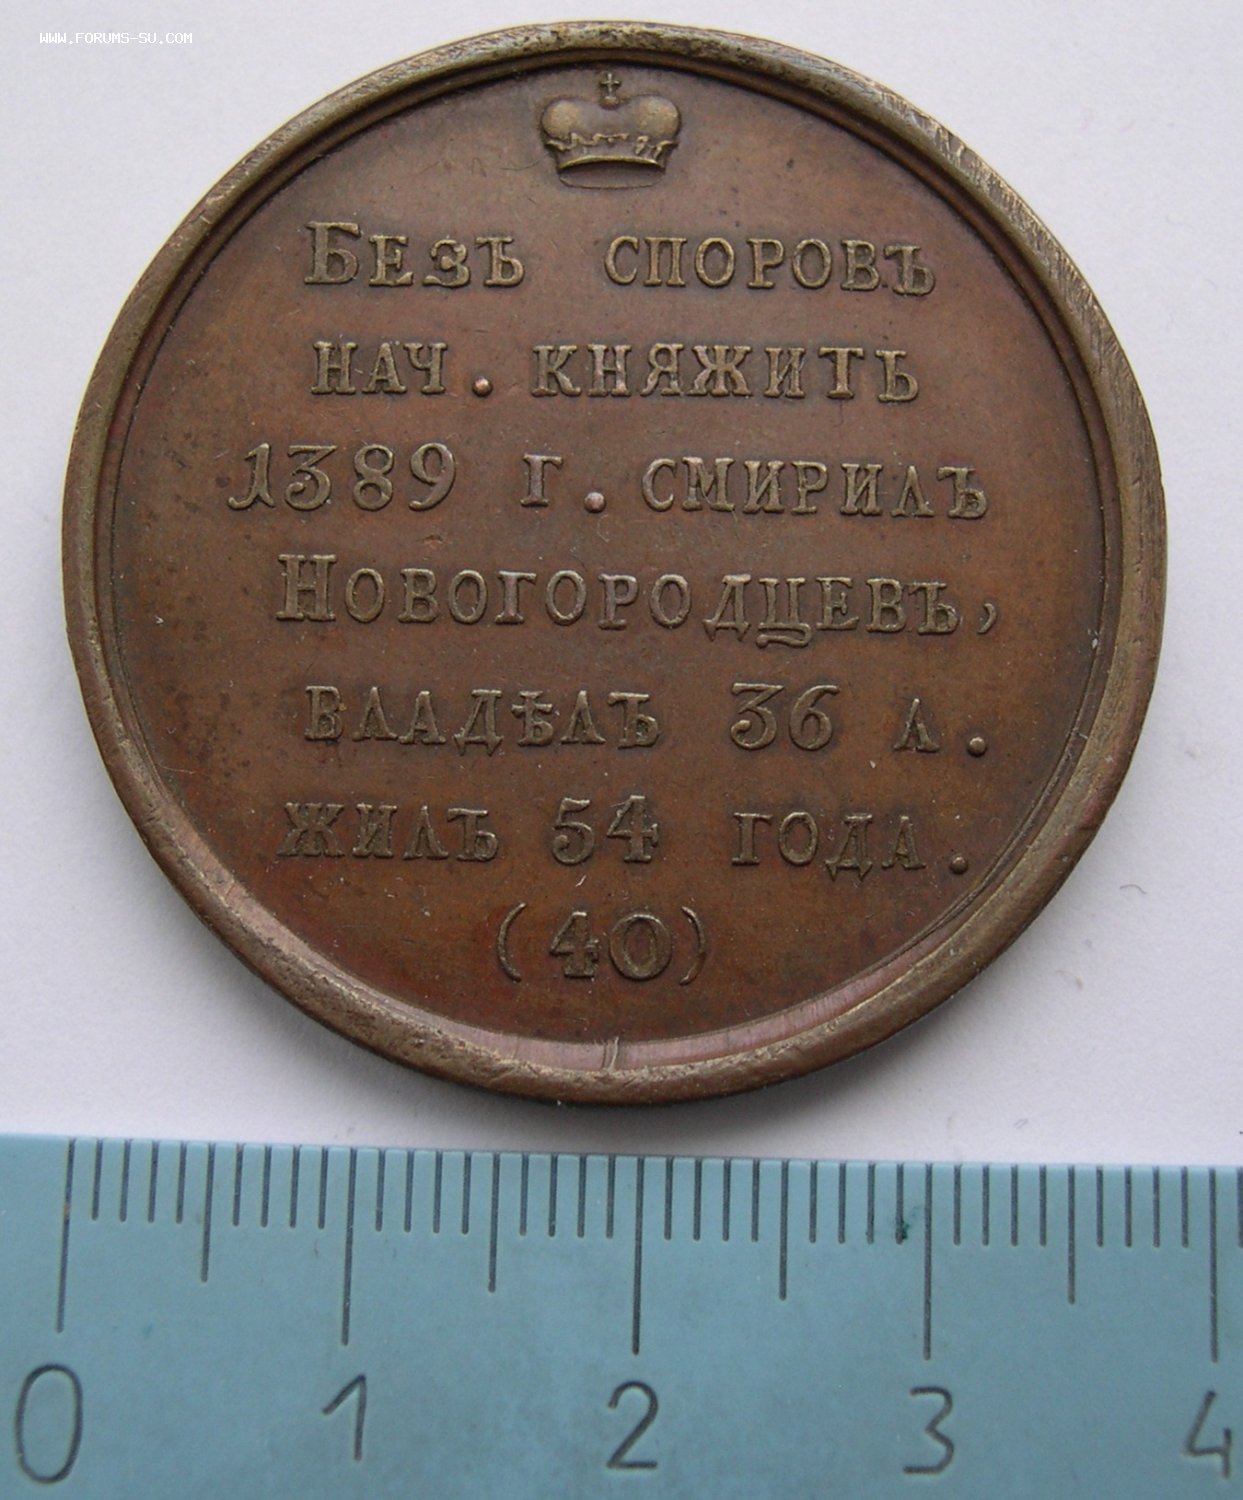 www.forums-su.com
Безъ споровъ
нач. княжить
1389 г. смирилъ
Новогородцевъ,
владѣлъ 36 л.
жилъ 54 года.
(40)
0 1 2 3 4